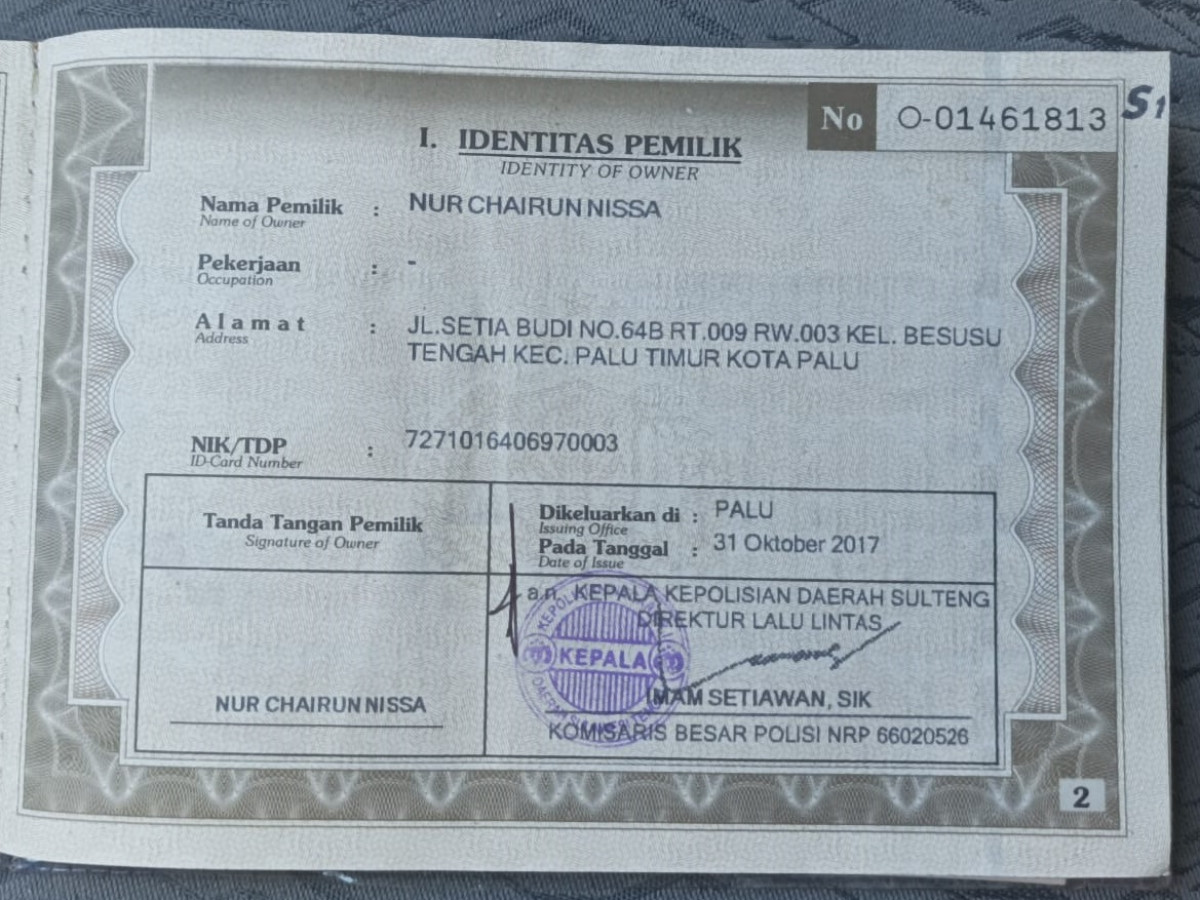 No O-01461813 S1
I. IDENTITAS PEMILIK
IDENTITY OF OWNER
Nama Pemilik : NUR CHAIRUN NISSA
Name of Owner
Pekerjaan : -
Occupation
Alamat : JL.SETIA BUDI NO.64B RT.009 RW.003 KEL. BESUSU
Address
TENGAH KEC. PALU TIMUR KOTA PALU
NIK/TDP : 7271016406970003
ID-Card Number
Tanda Tangan Pemilik
Signature of Owner
NUR CHAIRUN NISSA
Dikeluarkan di : PALU
Issuing Office
Pada Tanggal : 31 Oktober 2017
Date of Issue
a.n. KEPALA KEPOLISIAN DAERAH SULTENG
DIREKTUR LALU LINTAS
KEPALA
IMAM SETIAWAN, SIK
KOMISARIS BESAR POLISI NRP 66020526
2